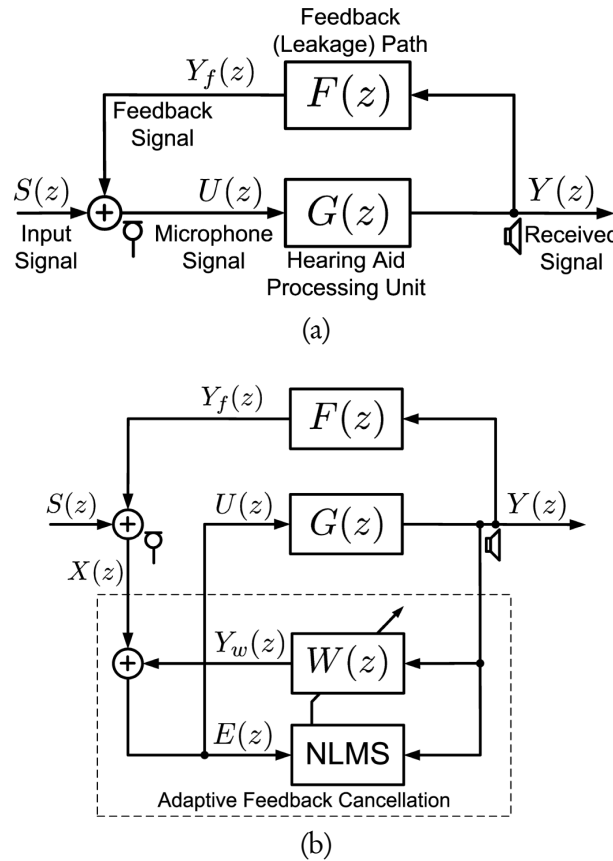 Feedback
(Leakage) Path
Y_f(z)
F(z)
Feedback
Signal
S(z)
U(z)
G(z)
Y(z)
Input
Signal
Microphone
Signal
Hearing Aid
Processing Unit
Received
Signal
(a)
Y_f(z)
F(z)
S(z)
U(z)
G(z)
Y(z)
X(z)
Y_w(z)
W(z)
E(z)
NLMS
Adaptive Feedback Cancellation
(b)